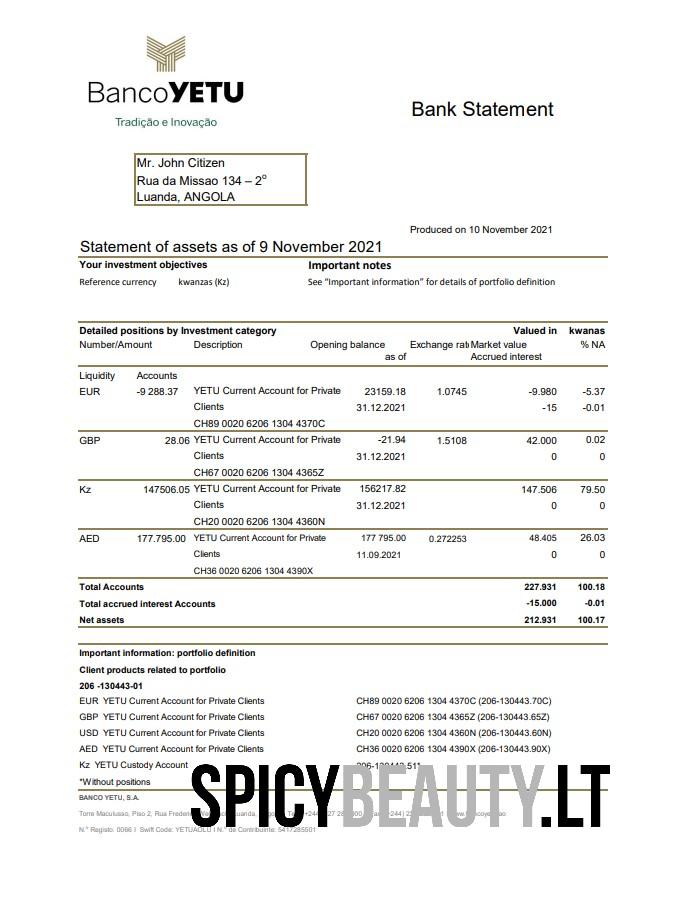 BancoYETU
Tradição e Inovação
Bank Statement
Mr. John Citizen
Rua da Missao 134 – 2º
Luanda, ANGOLA
Produced on 10 November 2021
Statement of assets as of 9 November 2021
Your investment objectives Important notes
Reference currency kwanzas (Kz) See “Important information” for details of portfolio definition
Detailed positions by Investment category Valued in kwanas
Number/Amount Description Opening balance Exchange rat Market value % NA
as of Accrued interest
Liquidity Accounts
EUR -9 288.37 YETU Current Account for Private 23159.18 1.0745 -9.980 -5.37
Clients 31.12.2021 -15 -0.01
CH89 0020 6206 1304 4370C
GBP 28.06 YETU Current Account for Private -21.94 1.5108 42.000 0.02
Clients 31.12.2021 0 0
CH67 0020 6206 1304 4365Z
Kz 147506.05 YETU Current Account for Private 156217.82 147.506 79.50
Clients 31.12.2021 0 0
CH20 0020 6206 1304 4360N
AED 177.795.00 YETU Current Account for Private 177 795.00 0.272253 48.405 26.03
Clients 11.09.2021 0 0
CH36 0020 6206 1304 4390X
Total Accounts 227.931 100.18
Total accrued interest Accounts -15.000 -0.01
Net assets 212.931 100.17
Important information: portfolio definition
Client products related to portfolio
206 -130443-01
EUR YETU Current Account for Private Clients CH89 0020 6206 1304 4370C (206-130443.70C)
GBP YETU Current Account for Private Clients CH67 0020 6206 1304 4365Z (206-130443.65Z)
USD YETU Current Account for Private Clients CH20 0020 6206 1304 4360N (206-130443.60N)
AED YETU Current Account for Private Clients CH36 0020 6206 1304 4390X (206-130443.90X)
Kz YETU Custody Account
*Without positions
SPICYBEAUTY.LT
BANCO YETU, S.A.
Torre Maculusso, Piso 2, Rua
N.º Registo: 0066 I Swift Code: YETUAOLU I N.º de Contribuinte: 5417285501